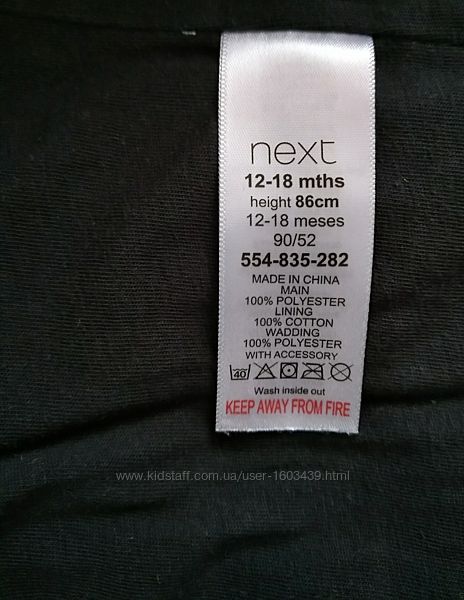 next
12-18 mths
height 86cm
12-18 meses
90/52
554-835-282
MADE IN CHINA
MAIN
100% POLYESTER
LINING
100% COTTON
WADDING
100% POLYESTER
WITH ACCESSORY
40
Wash inside out
KEEP AWAY FROM FIRE
www.kidstaff.com.ua/user-1603439.html